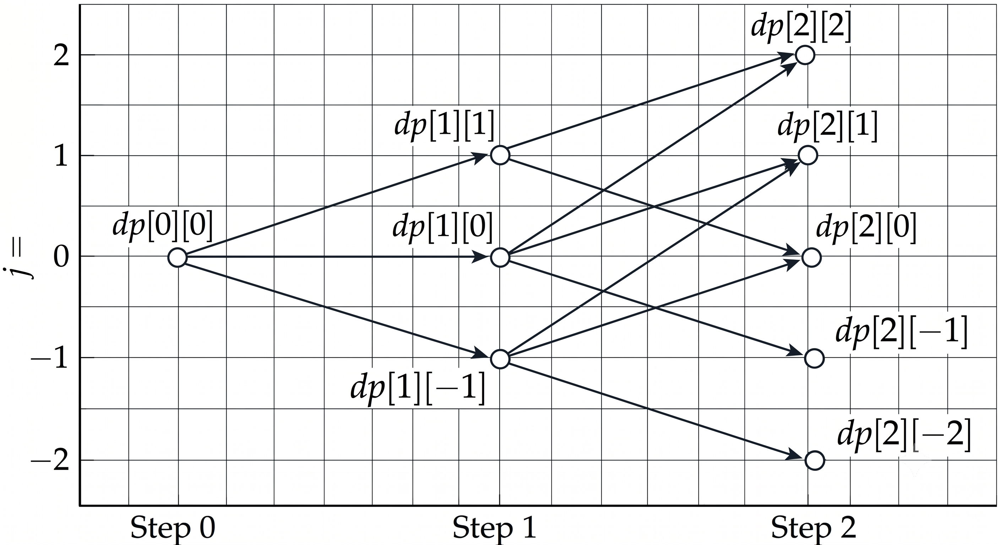 dp[2][2]
2
dp[1][1]
dp[2][1]
1
dp[0][0]
dp[1][0]
dp[2][0]
j =
0
dp[2][−1]
−1
dp[1][−1]
dp[2][−2]
−2
Step 0
Step 1
Step 2